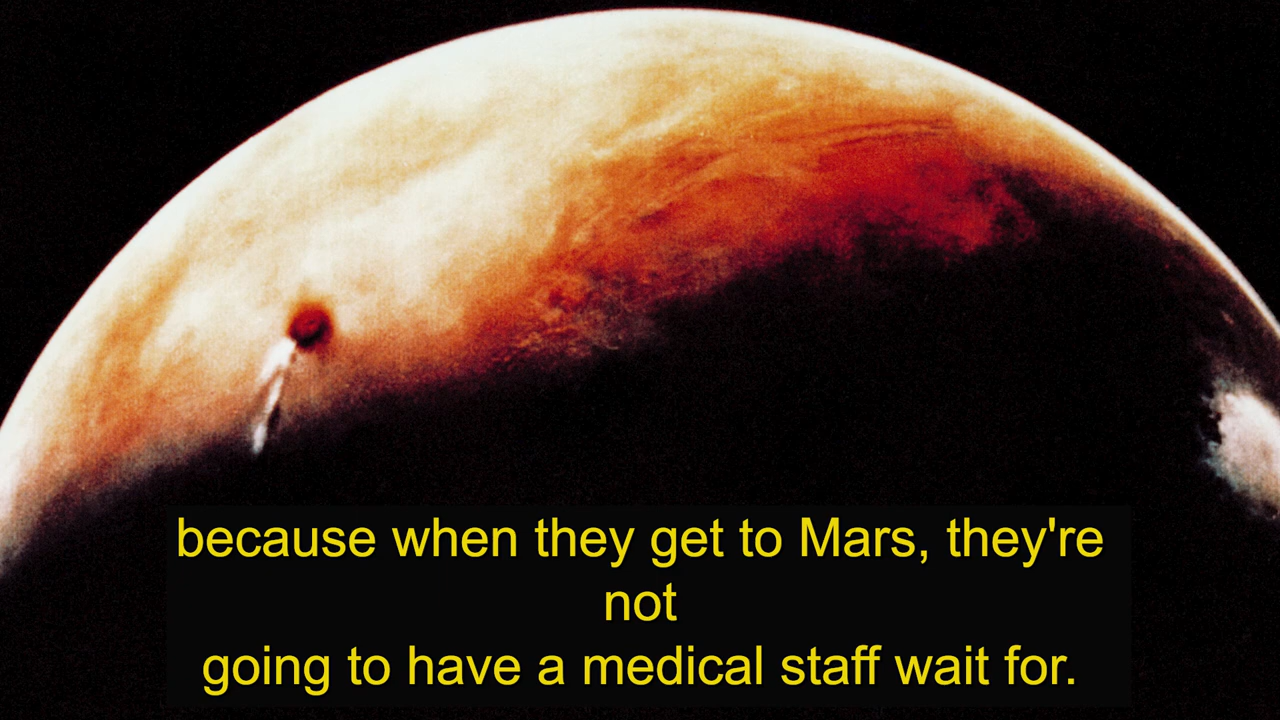 because when they get to Mars, they're
not
going to have a medical staff wait for.